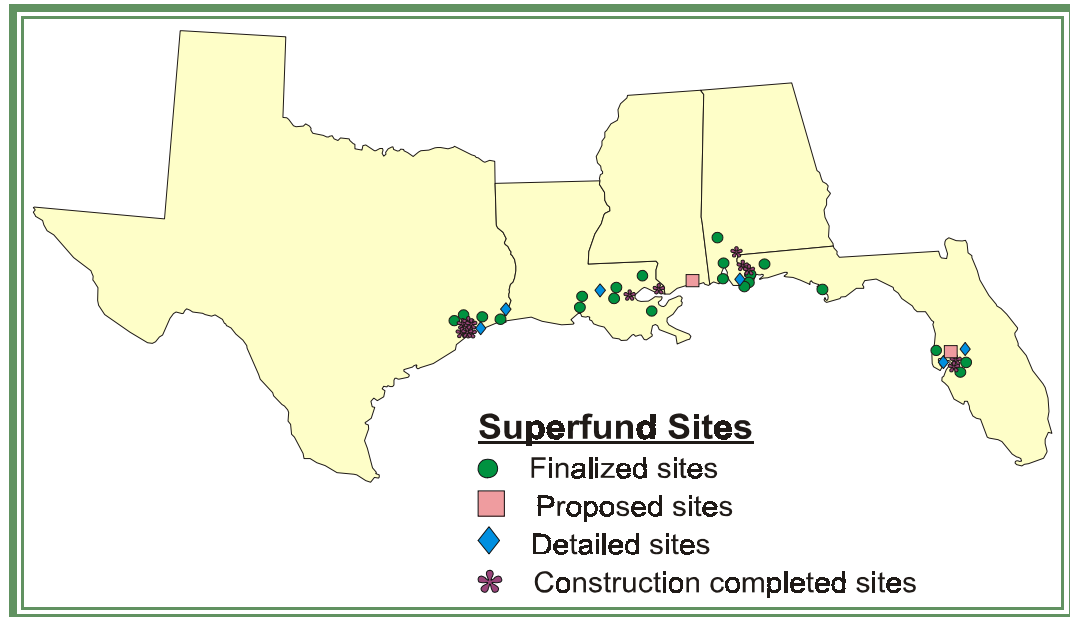 Superfund Sites
Finalized sites
Proposed sites
Detailed sites
Construction completed sites